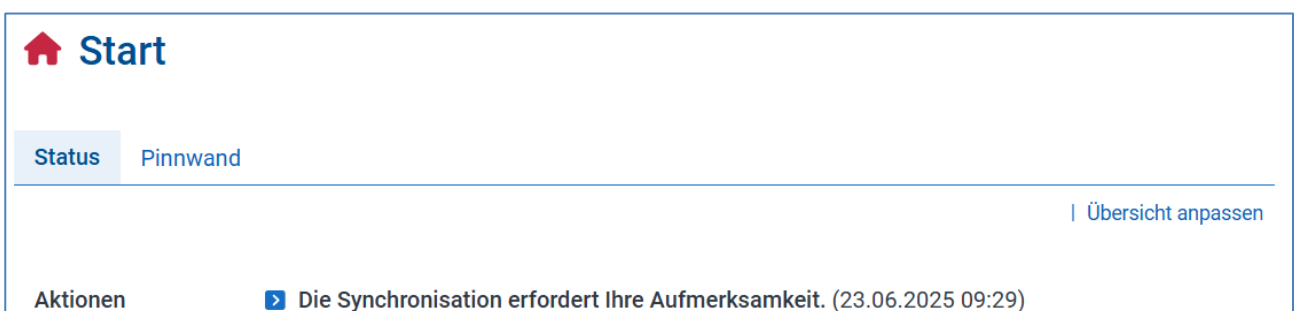 Start
Status Pinnwand
| Übersicht anpassen
Aktionen Die Synchronisation erfordert Ihre Aufmerksamkeit. (23.06.2025 09:29)